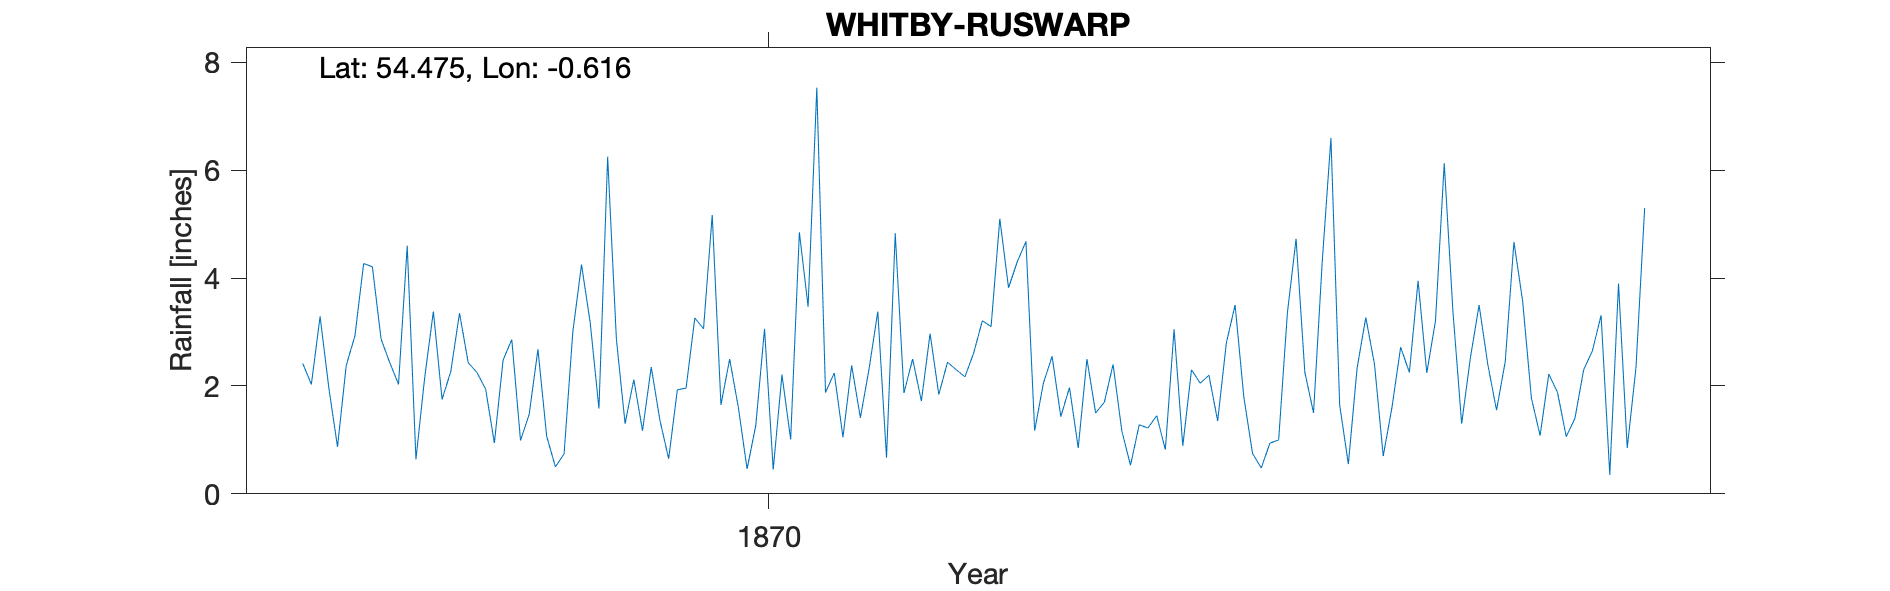 WHITBY-RUSWARP
Lat: 54.475, Lon: -0.616
Rainfall [inches]
8
6
4
2
0
1870
Year